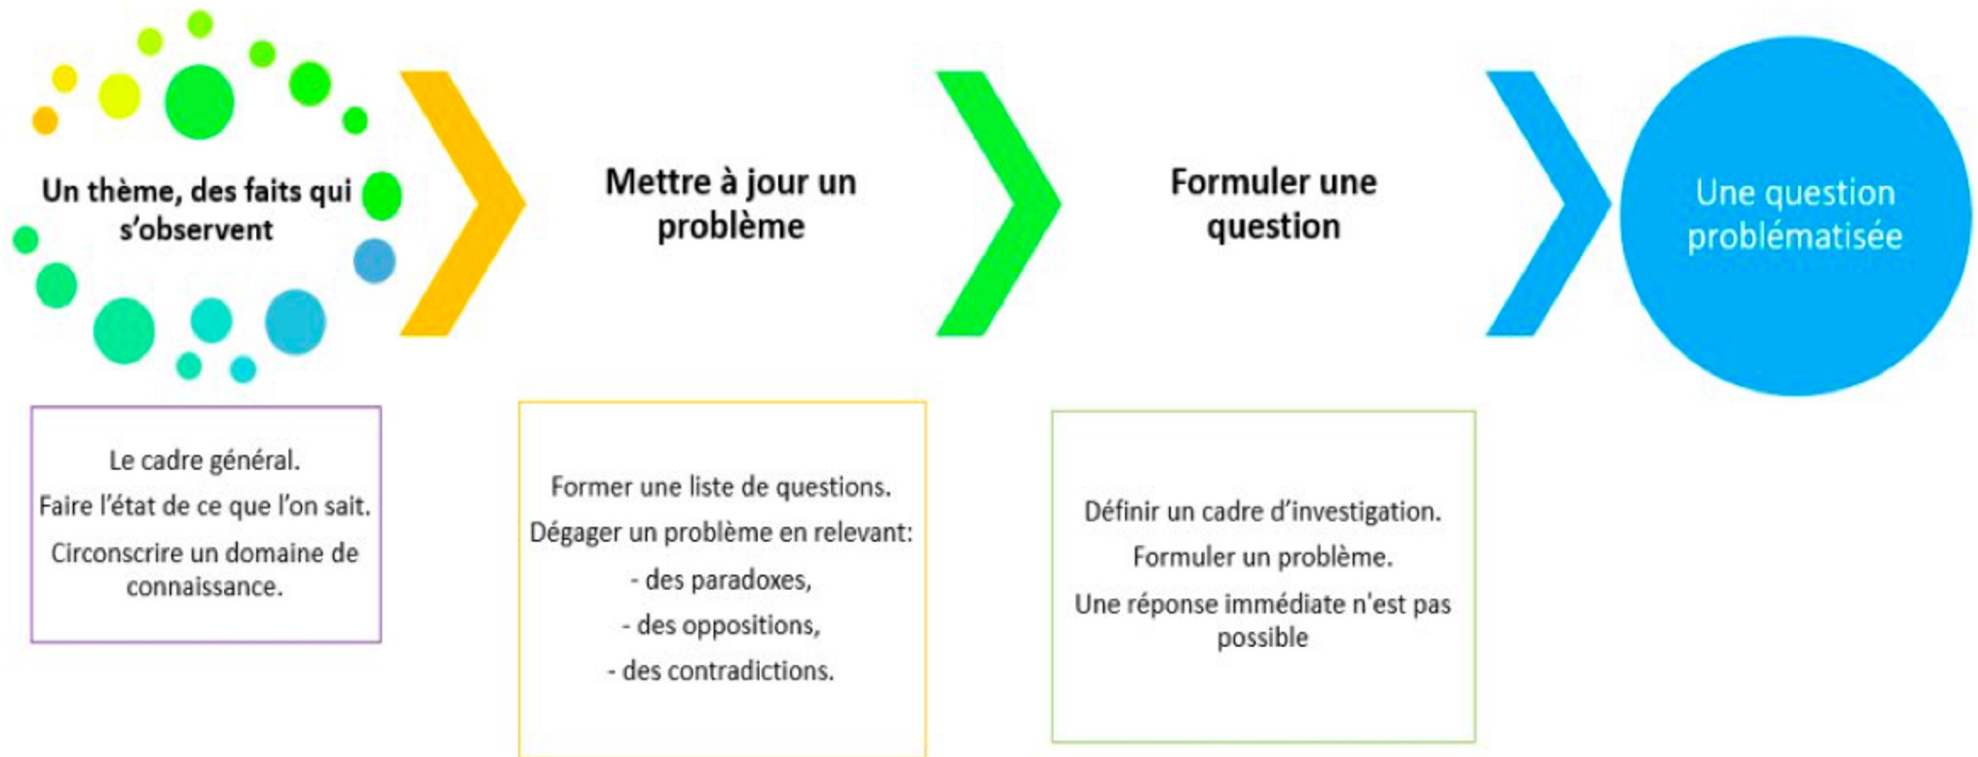 Un thème, des faits qui
s'observent
Mettre à jour un
problème
Formuler une
question
Une question
problématisée
Le cadre général.
Faire l'état de ce que l'on sait.
Circonscrire un domaine de
connaissance.
Former une liste de questions.
Dégager un problème en relevant:
- des paradoxes,
- des oppositions,
- des contradictions.
Définir un cadre d'investigation.
Formuler un problème.
Une réponse immédiate n'est pas
possible